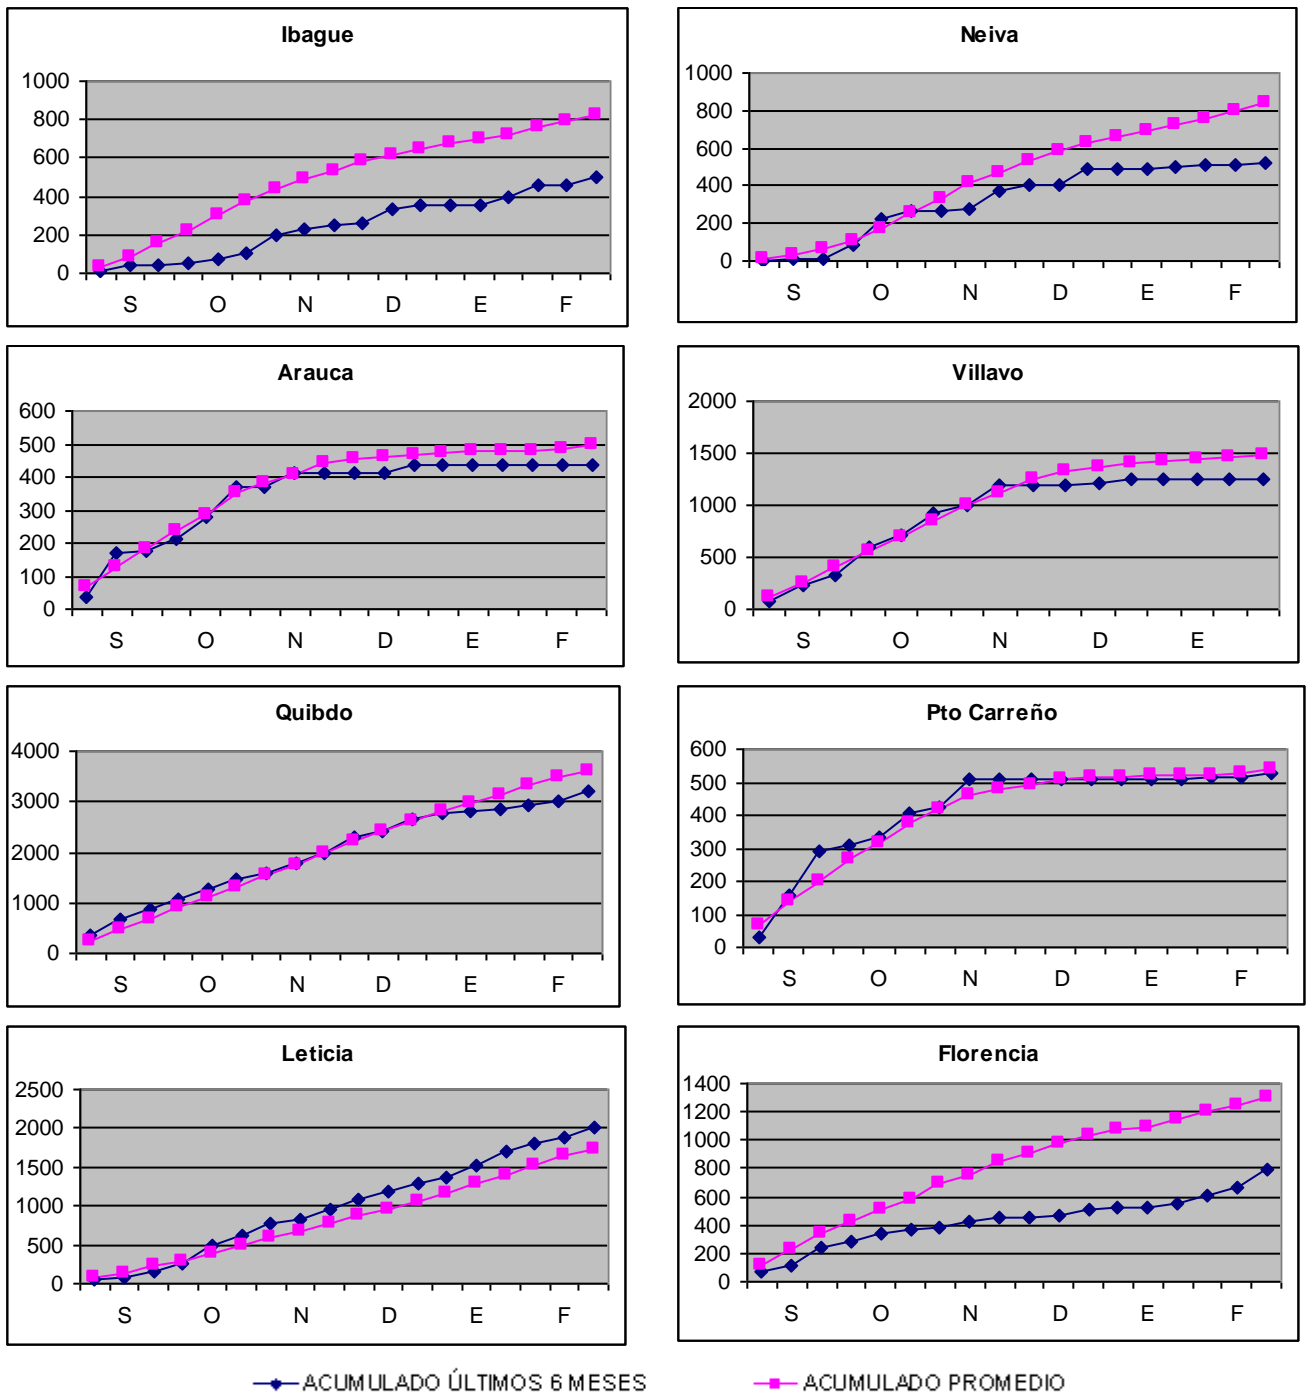 Ibague
1000
800
600
400
200
0
S O N D E F
Neiva
1000
800
600
400
200
0
S O N D E F
Arauca
600
500
400
300
200
100
0
S O N D E F
Villavo
2000
1500
1000
500
0
S O N D E
Quibdo
4000
3000
2000
1000
0
S O N D E F
Pto Carreño
600
500
400
300
200
100
0
S O N D E F
Leticia
2500
2000
1500
1000
500
0
S O N D E F
Florencia
1400
1200
1000
800
600
400
200
0
S O N D E F
ACUMULADO ÚLTIMOS 6 MESES ACUMULADO PROMEDIO